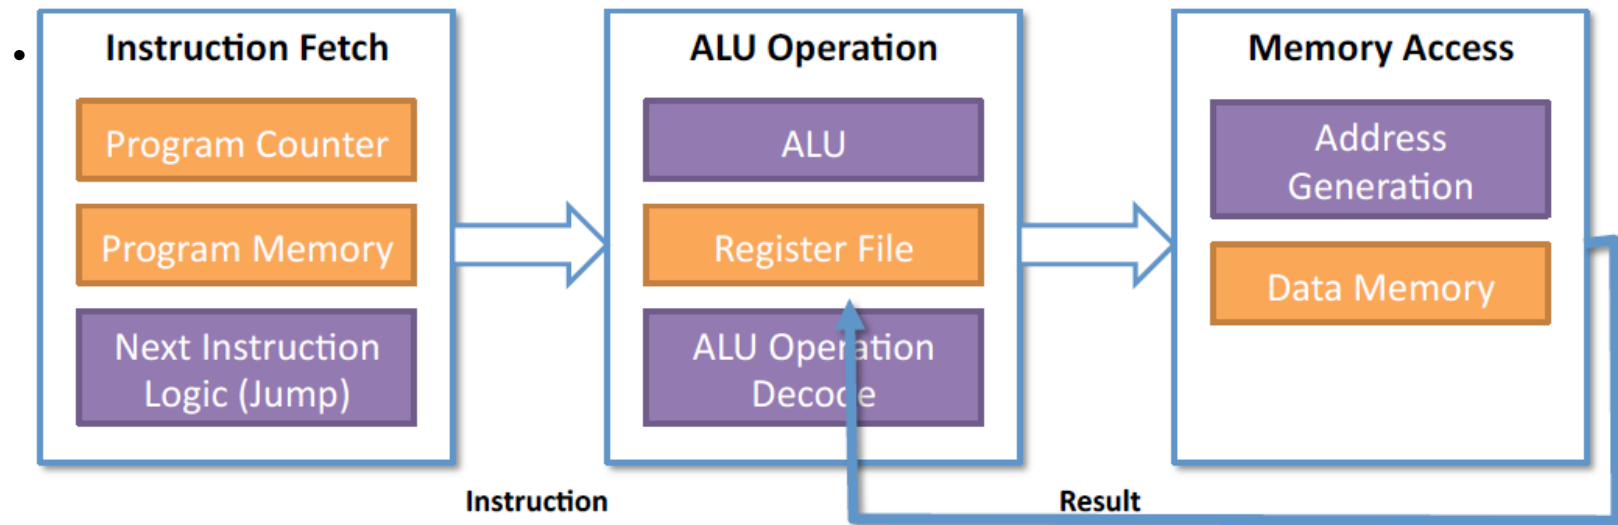 • Instruction Fetch
Program Counter
Program Memory
Next Instruction
Logic (Jump)
ALU Operation
ALU
Register File
ALU Operation
Decode
Memory Access
Address
Generation
Data Memory
Instruction
Result